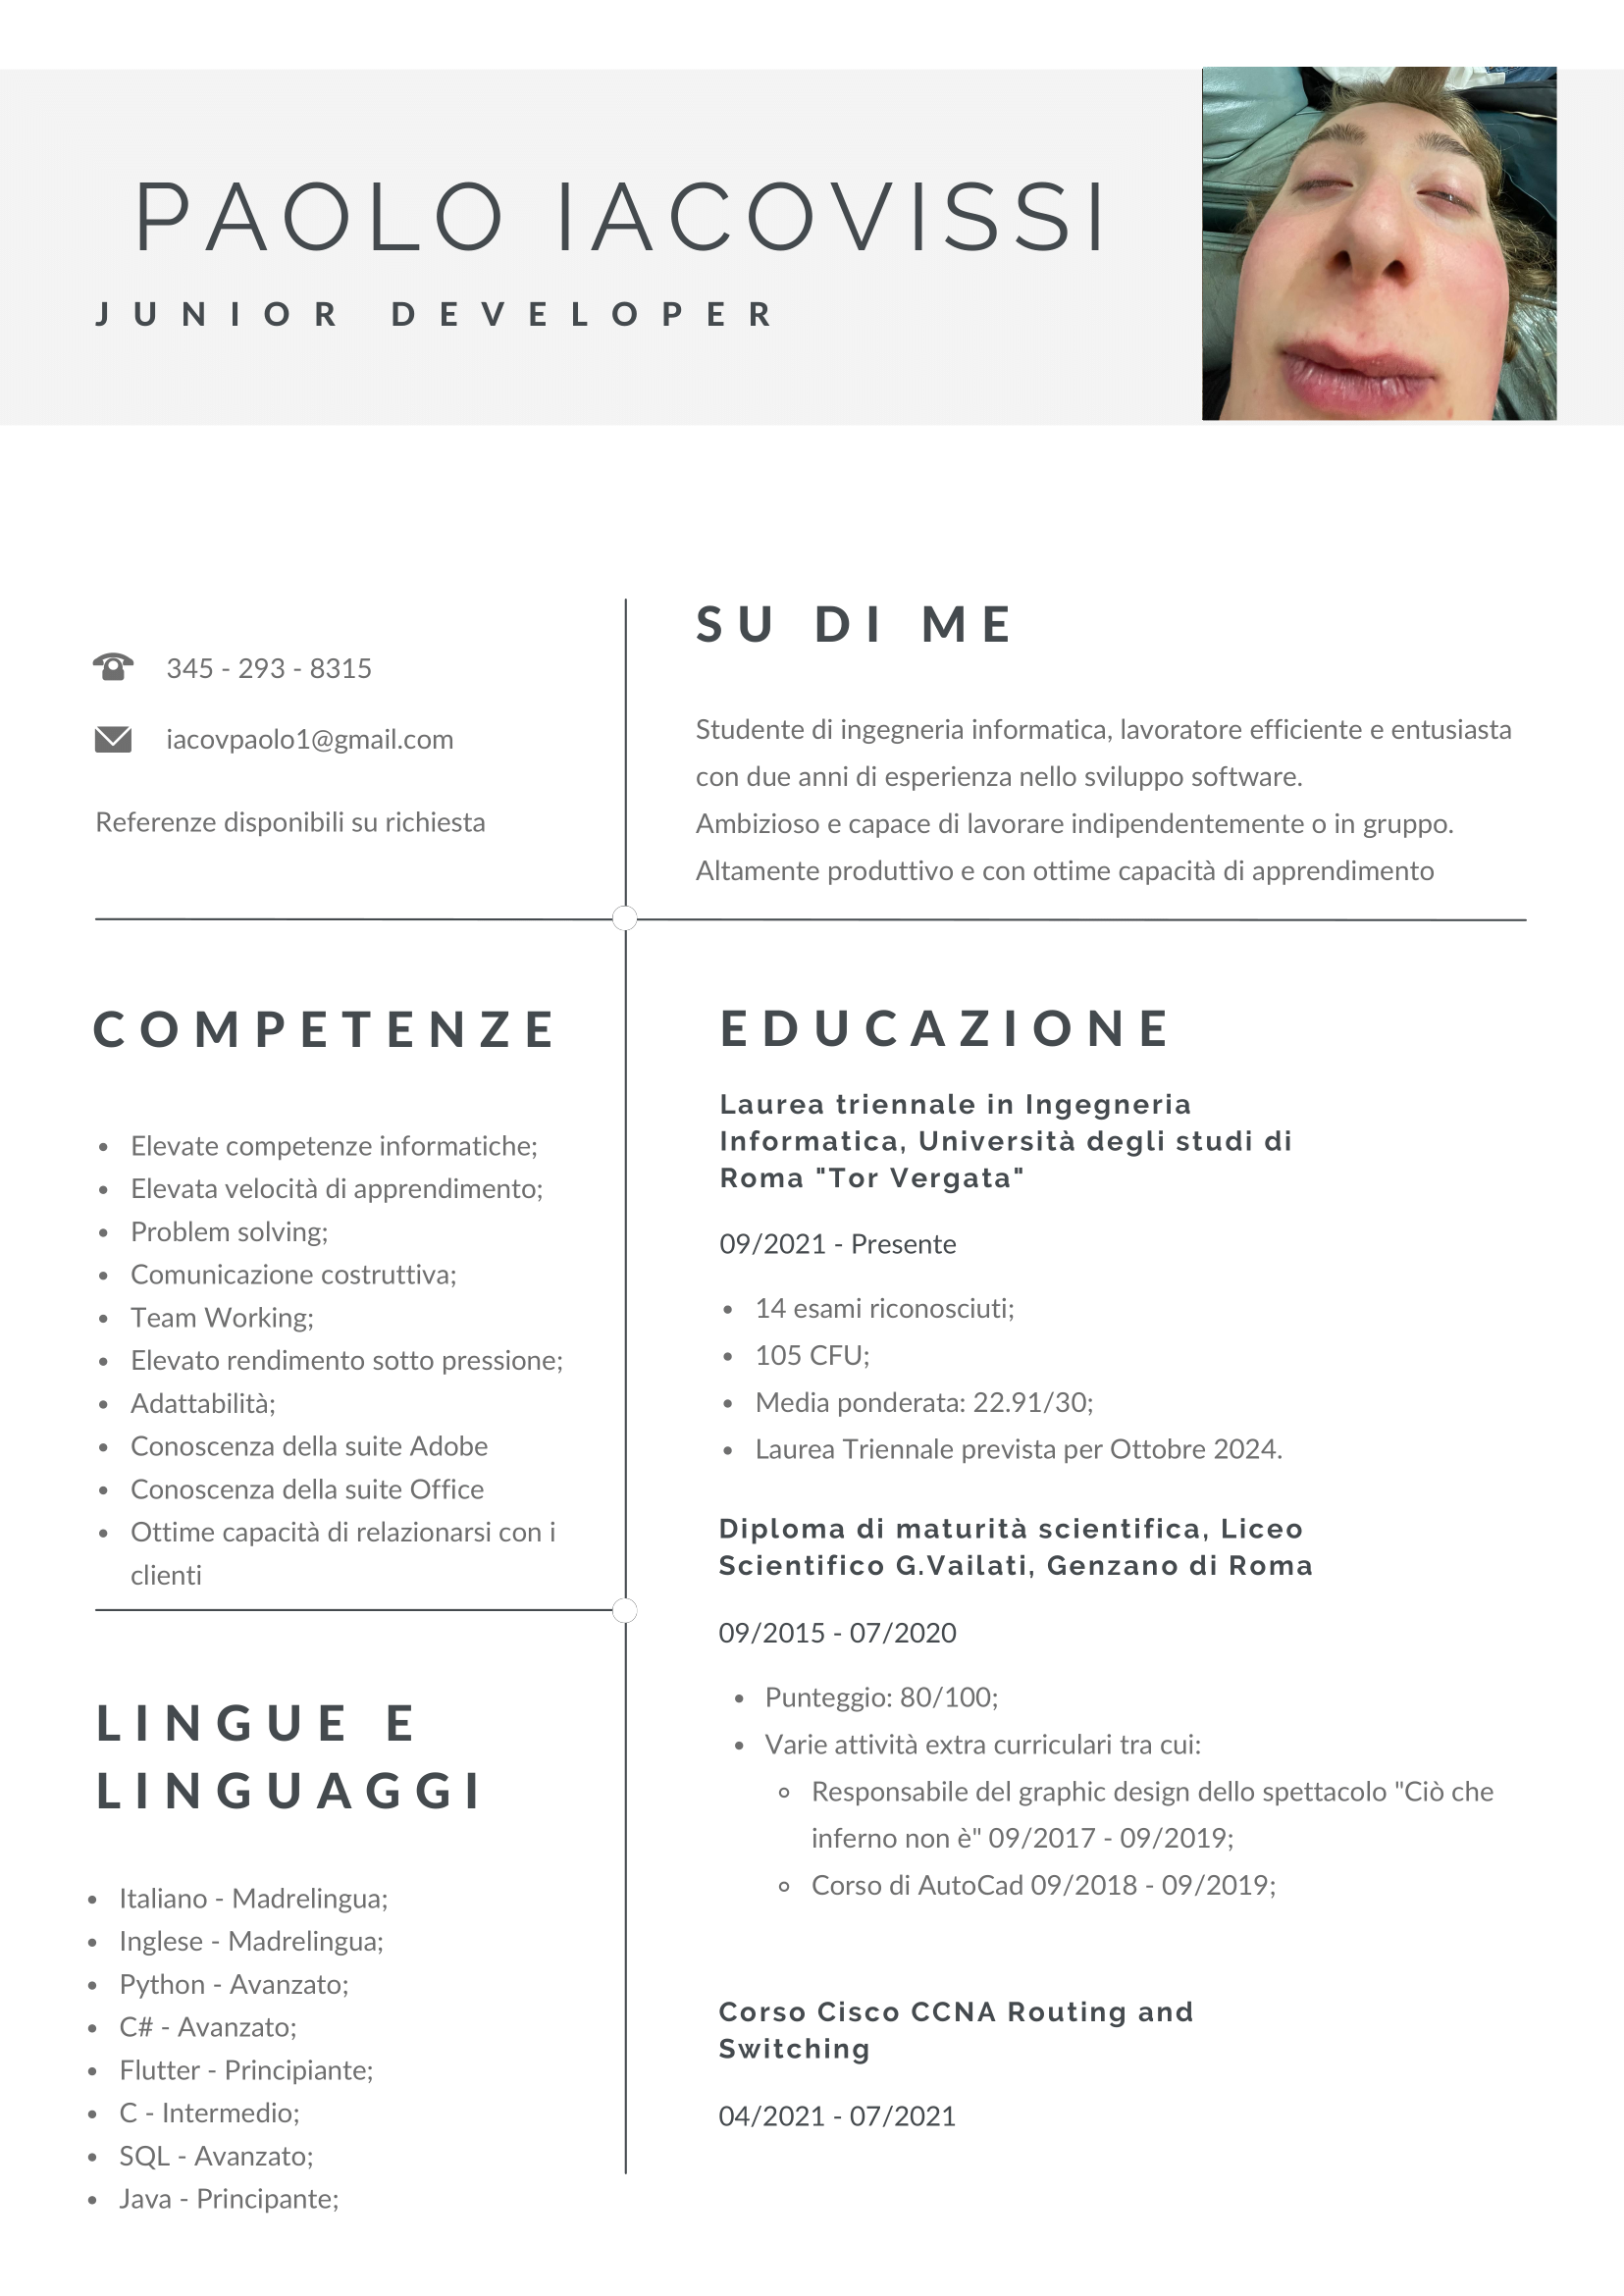 PAOLO IACOVISSI
JUNIOR DEVELOPER
345 - 293 - 8315
iacovpaolo1@gmail.com
Referenze disponibili su richiesta
SU DI ME
Studente di ingegneria informatica, lavoratore efficiente e entusiasta
con due anni di esperienza nello sviluppo software.
Ambizioso e capace di lavorare indipendentemente o in gruppo.
Altamente produttivo e con ottime capacità di apprendimento
COMPETENZE
Elevate competenze informatiche;
Elevata velocità di apprendimento;
Problem solving;
Comunicazione costruttiva;
Team Working;
Elevato rendimento sotto pressione;
Adattabilità;
Conoscenza della suite Adobe
Conoscenza della suite Office
Ottime capacità di relazionarsi con i
clienti
LINGUE E
LINGUAGGI
Italiano - Madrelingua;
Inglese - Madrelingua;
Python - Avanzato;
C# - Avanzato;
Flutter - Principiante;
C - Intermedio;
SQL - Avanzato;
Java - Principante;
EDUCAZIONE
Laurea triennale in Ingegneria
Informatica, Università degli studi di
Roma "Tor Vergata"
09/2021 - Presente
14 esami riconosciuti;
105 CFU;
Media ponderata: 22.91/30;
Laurea Triennale prevista per Ottobre 2024.
Diploma di maturità scientifica, Liceo
Scientifico G.Vailati, Genzano di Roma
09/2015 - 07/2020
Punteggio: 80/100;
Varie attività extra curriculari tra cui:
Responsabile del graphic design dello spettacolo "Ciò che
inferno non è" 09/2017 - 09/2019;
Corso di AutoCad 09/2018 - 09/2019;
Corso Cisco CCNA Routing and
Switching
04/2021 - 07/2021